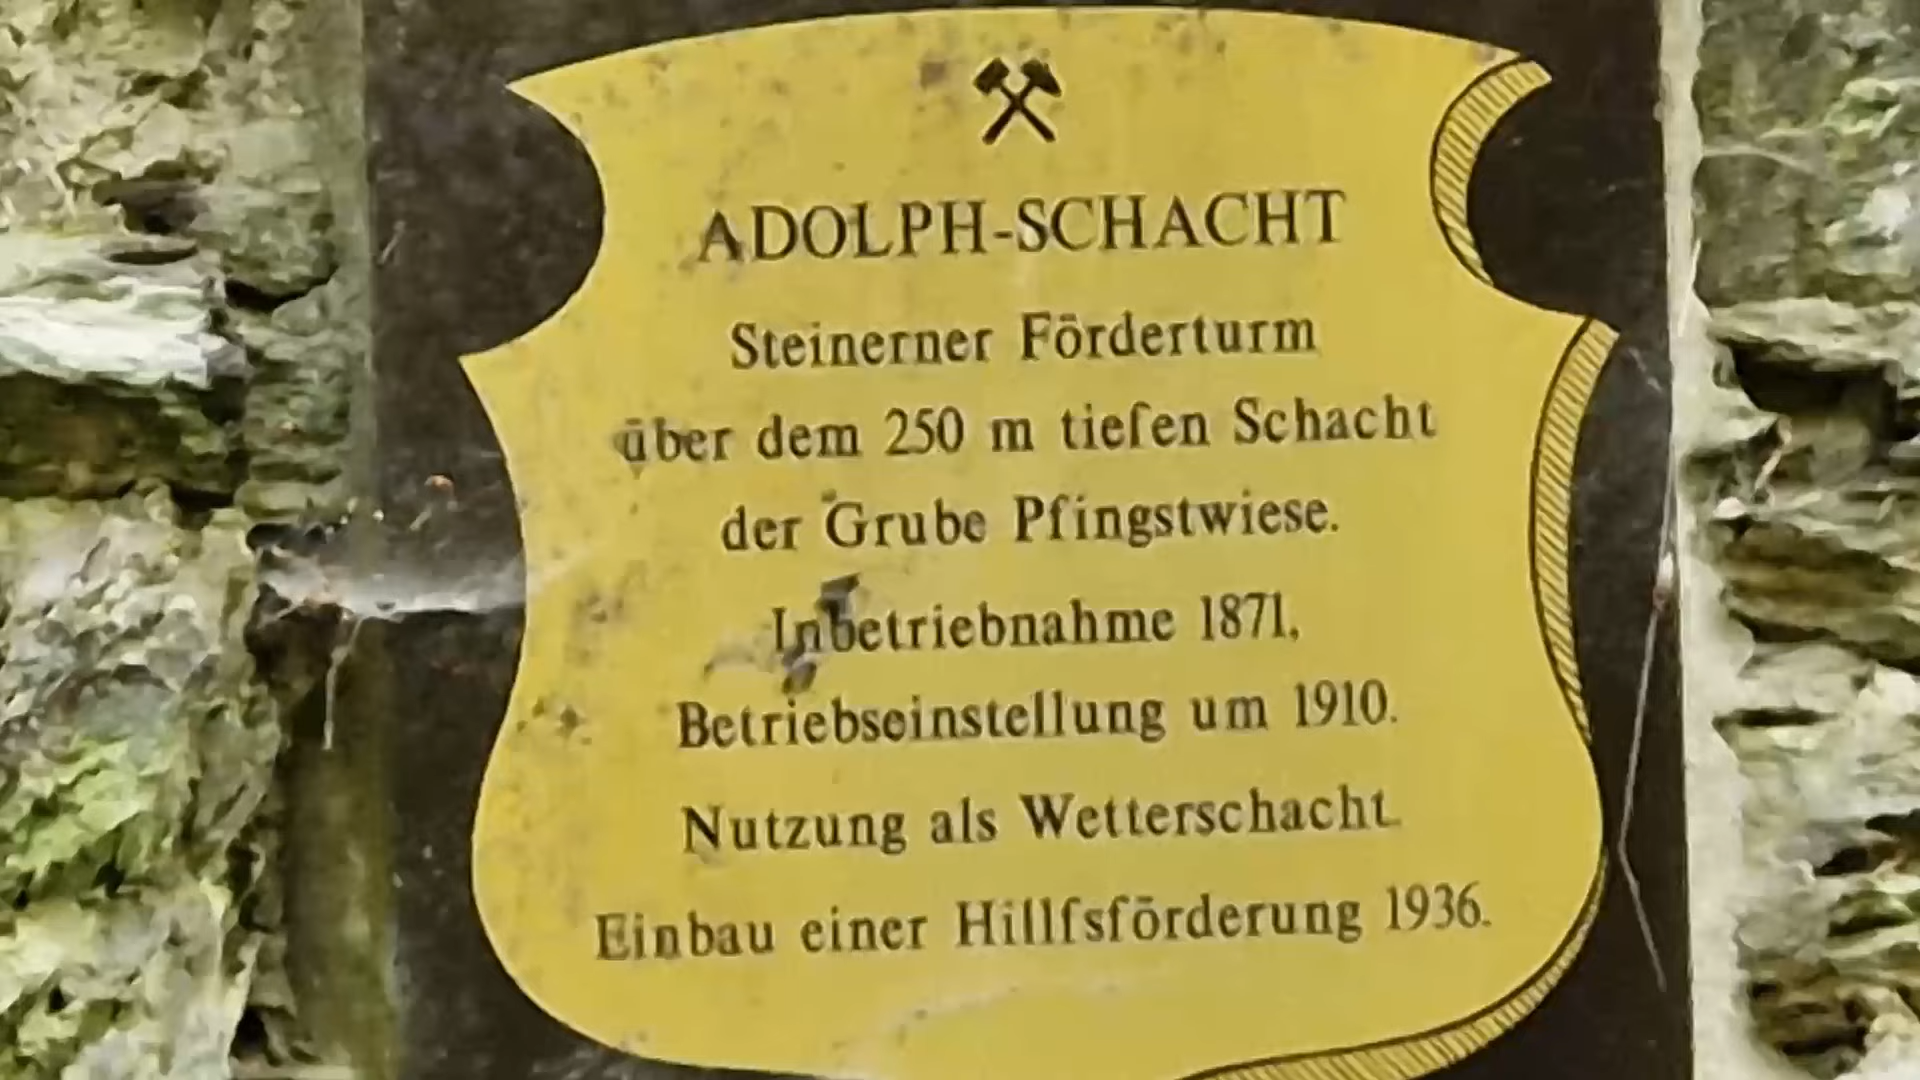 ADOLPH-SCHACHT
Steinerner Förderturm
über dem 250 m tiefen Schacht
der Grube Pfingstwiese.
Inbetriebnahme 1871,
Betriebseinstellung um 1910.
Nutzung als Wetterschacht.
Einbau einer Hillfsförderung 1936.